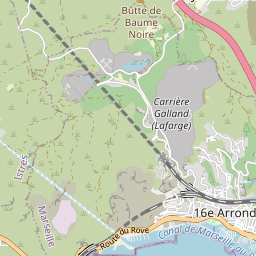 Butte de
Baume
Noire
Carrière
Galland
(Lafarge)
Istres
Marseille
16e Arrond
Route du Rove
Canal de Marseille au